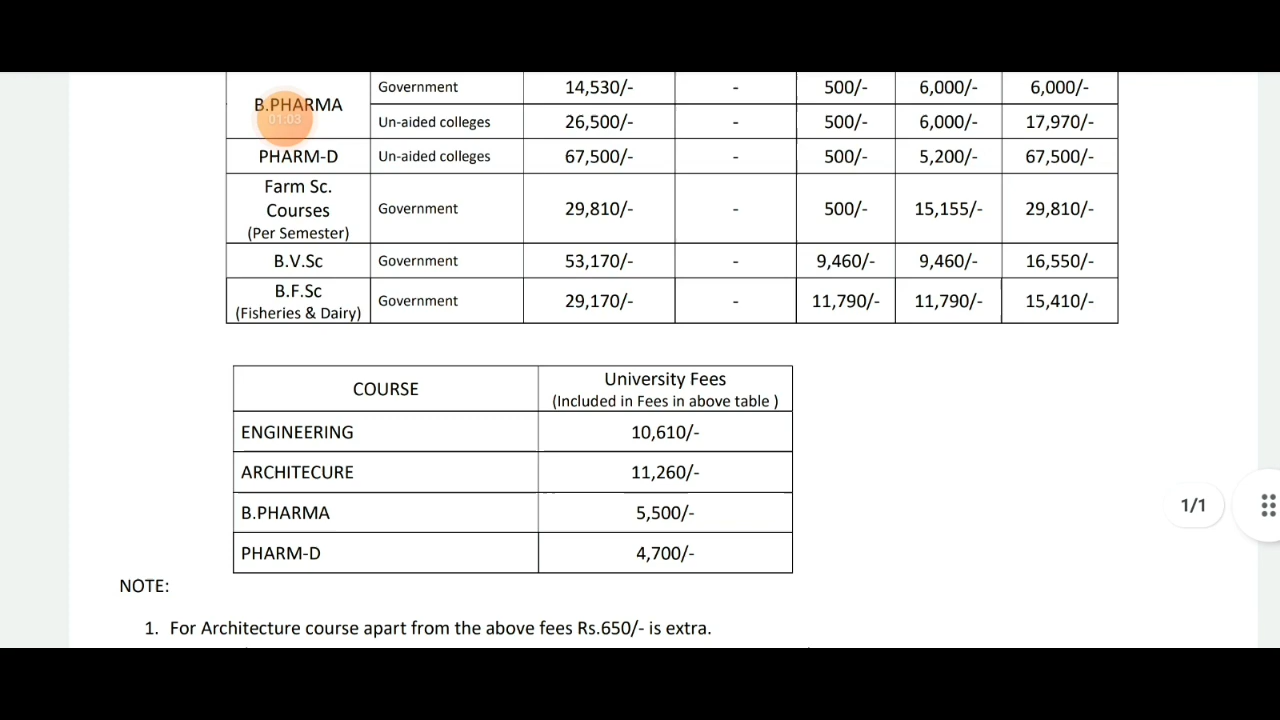 B.PHARMA Government 14,530/- - 500/- 6,000/- 6,000/-
01:03
Un-aided colleges 26,500/- - 500/- 6,000/- 17,970/-
PHARM-D Un-aided colleges 67,500/- - 500/- 5,200/- 67,500/-
Farm Sc.
Courses
(Per Semester) Government 29,810/- - 500/- 15,155/- 29,810/-
B.V.Sc Government 53,170/- - 9,460/- 9,460/- 16,550/-
B.F.Sc
(Fisheries & Dairy) Government 29,170/- - 11,790/- 11,790/- 15,410/-
COURSE University Fees
(Included in Fees in above table )
ENGINEERING 10,610/-
ARCHITECURE 11,260/-
B.PHARMA 5,500/-
PHARM-D 4,700/-
1/1
NOTE:
1. For Architecture course apart from the above fees Rs.650/- is extra.